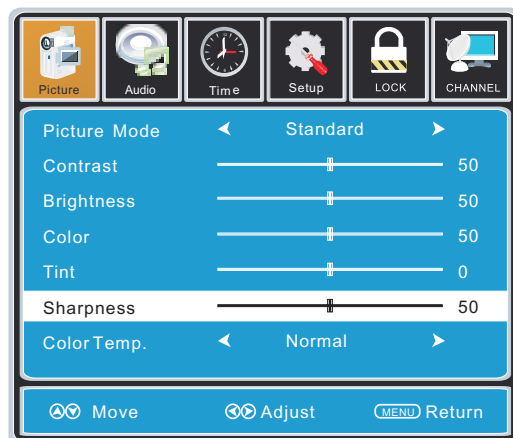 Picture Audio Time Setup LOCK CHANNEL
Picture Mode Standard
Contrast 50
Brightness 50
Color 50
Tint 0
Sharpness 50
Color Temp. Normal
Move Adjust MENU Return